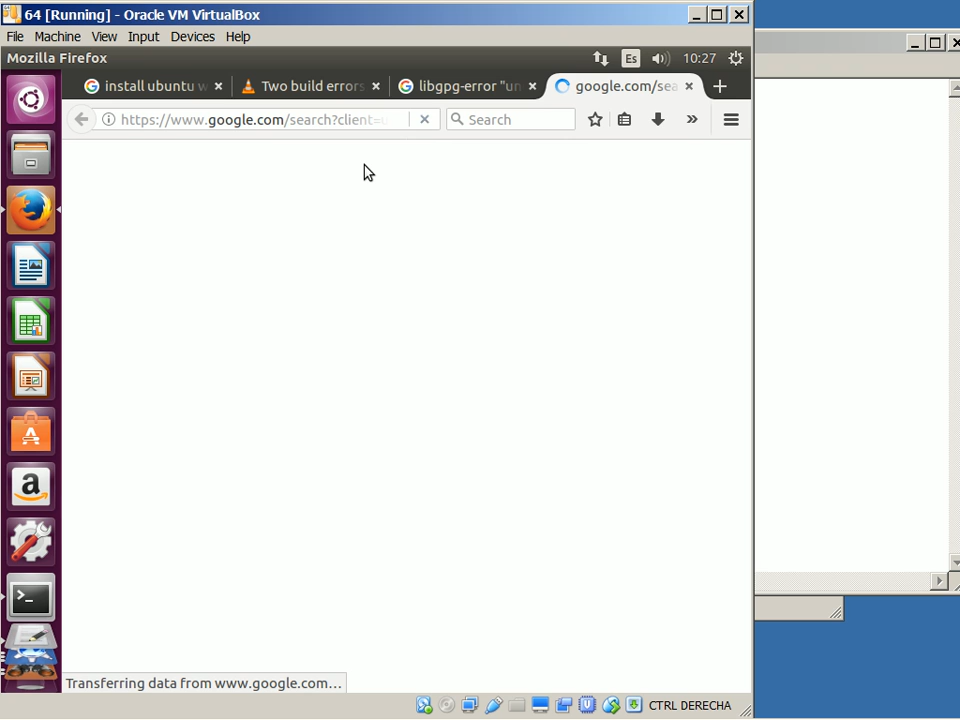 64 [Running] - Oracle VM VirtualBox
File Machine View Input Devices Help
Mozilla Firefox
Es
10:27
install ubuntu w
Two build errors
libgpg-error "un
google.com/sea
https://www.google.com/search?client=u
Search
Transferring data from www.google.com...
CTRL DERECHA